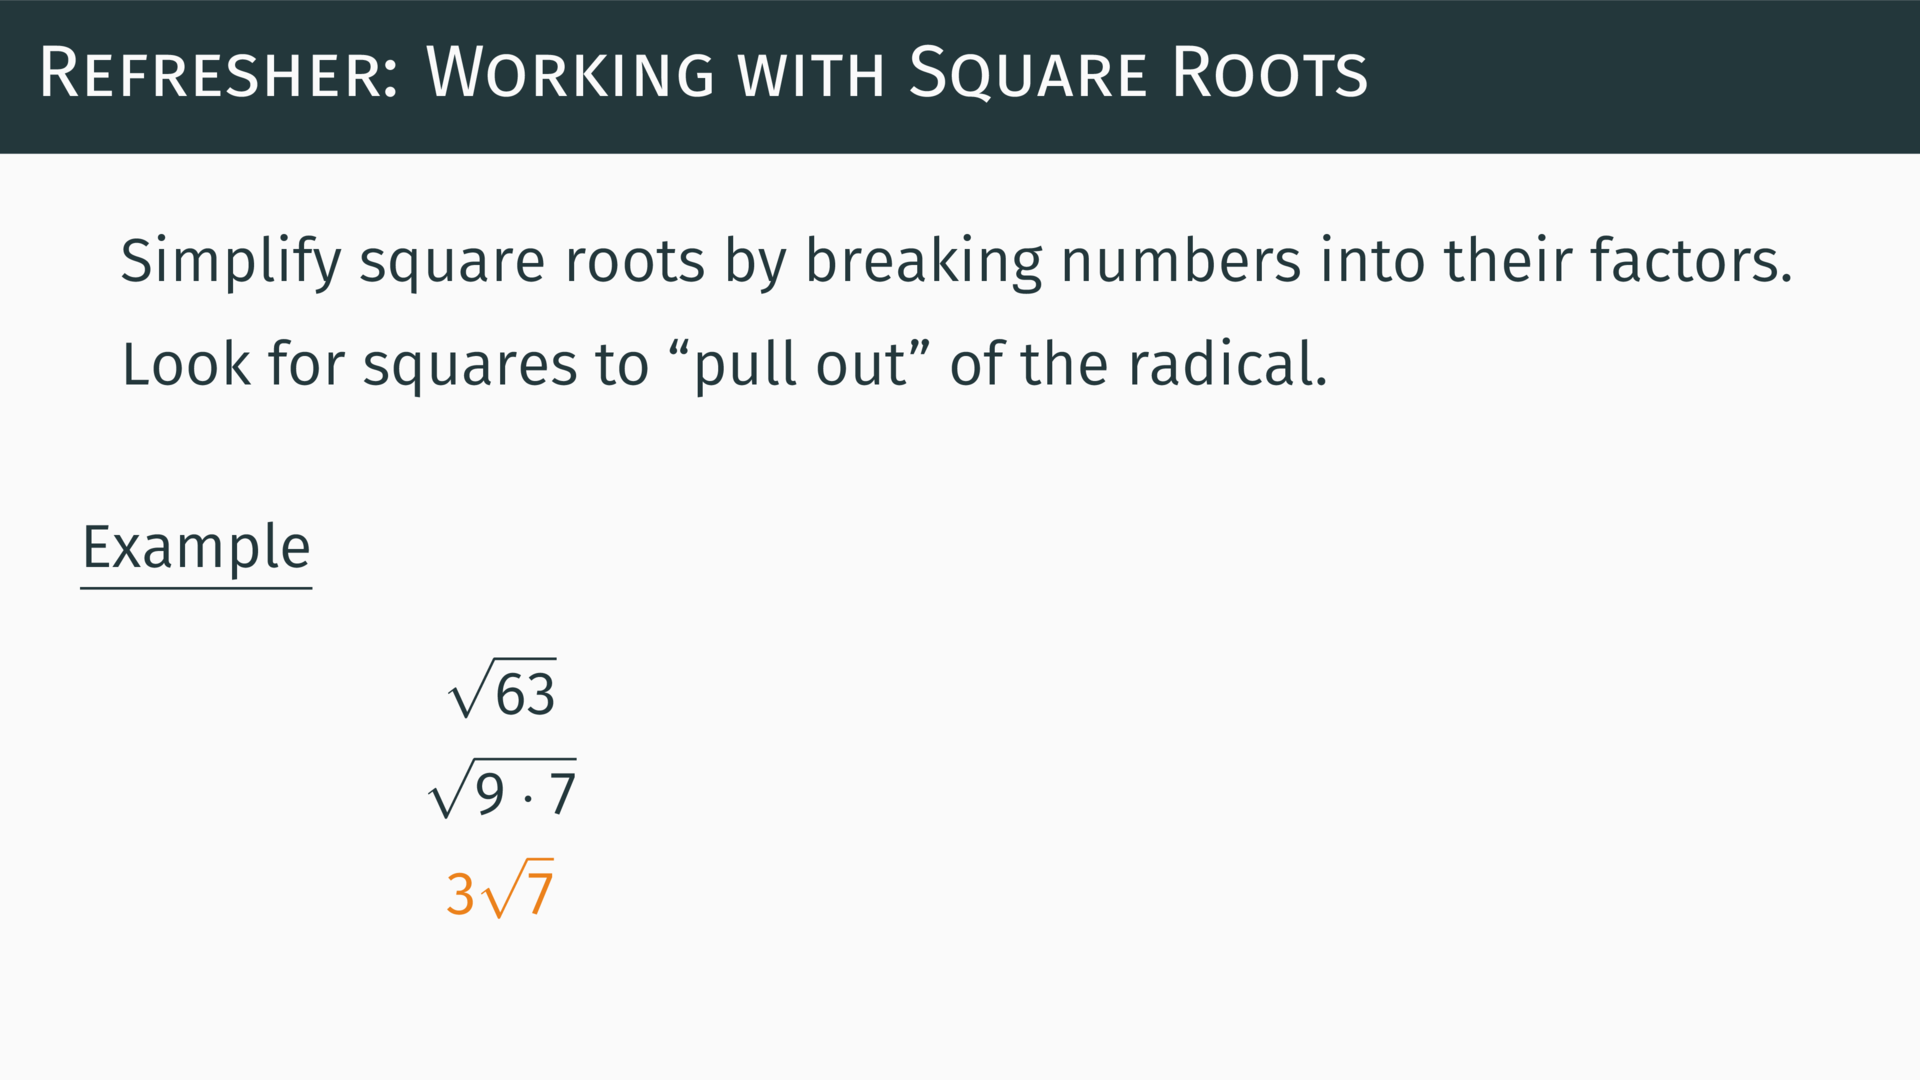 Refresher: Working with Square Roots
Simplify square roots by breaking numbers into their factors.
Look for squares to “pull out” of the radical.
Example
√63
√9 · 7
3√7